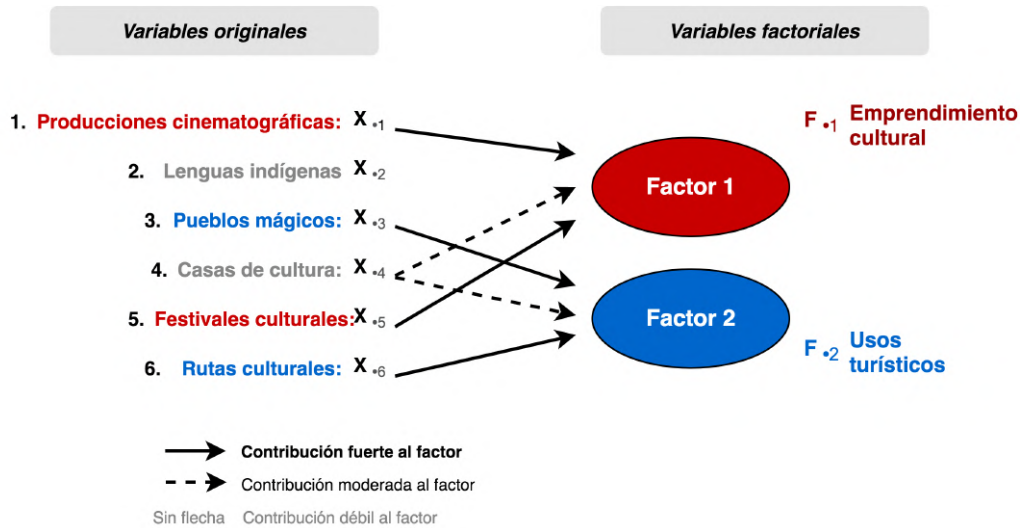 Variables originales
Variables factoriales
1. Producciones cinematográficas: X •1
2. Lenguas indígenas X •2
3. Pueblos mágicos: X •3
4. Casas de cultura: X •4
5. Festivales culturales: X •5
6. Rutas culturales: X •6
Factor 1
Factor 2
F •1 Emprendimiento
cultural
F •2 Usos
turísticos
Contribución fuerte al factor
Contribución moderada al factor
Sin flecha Contribución débil al factor